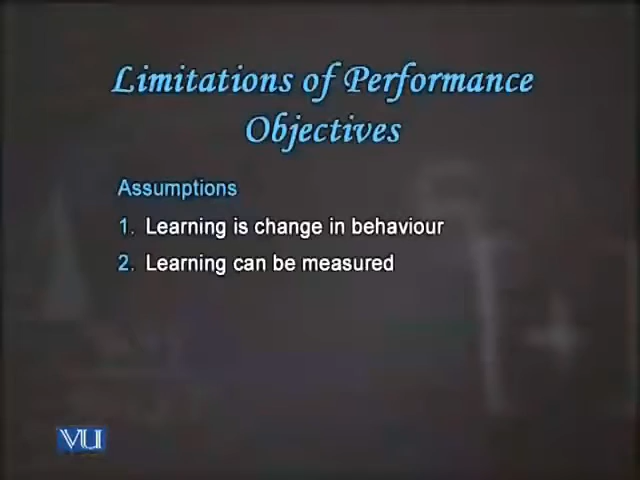 Limitations of Performance
Objectives
Assumptions
1. Learning is change in behaviour
2. Learning can be measured
VU